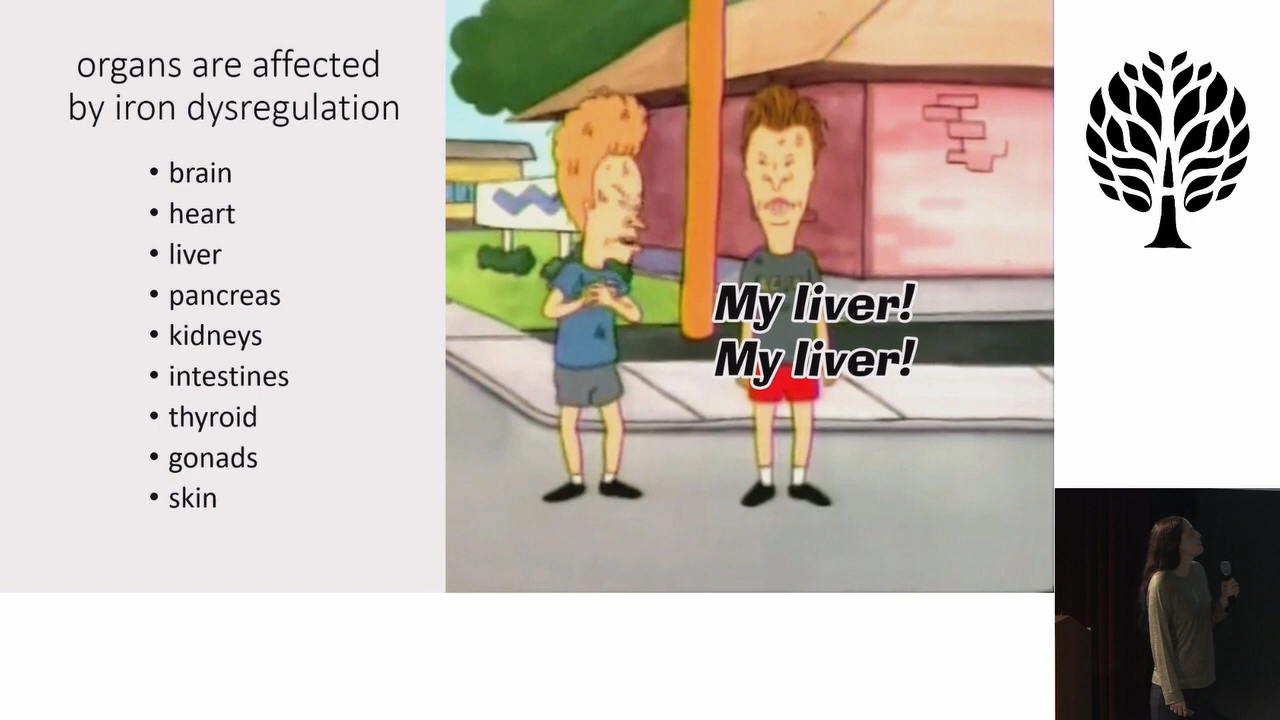 organs are affected
by iron dysregulation
• brain
• heart
• liver
• pancreas
• kidneys
• intestines
• thyroid
• gonads
• skin
My liver!
My liver!